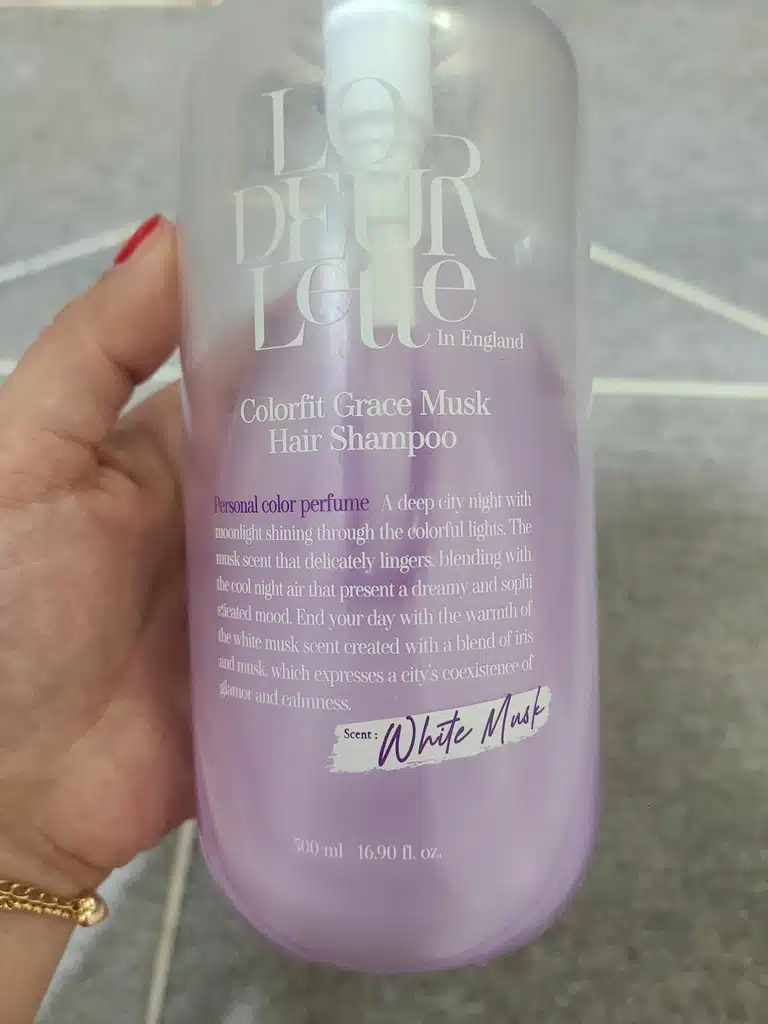 LO
DEUR
Lette
In England
Colorfit Grace Musk
Hair Shampoo
Personal color perfume A deep city night with
moonlight shining through the colorful lights. The
musk scent that delicately lingers. blending with
the cool night air that present a dreamy and sophi
sticated mood. End your day with the warmth of
the white musk scent created with a blend of iris
and musk, which expresses a city's coexistence of
glamor and calmness.
Scent : White Musk
500 ml 16.90 fl. oz.